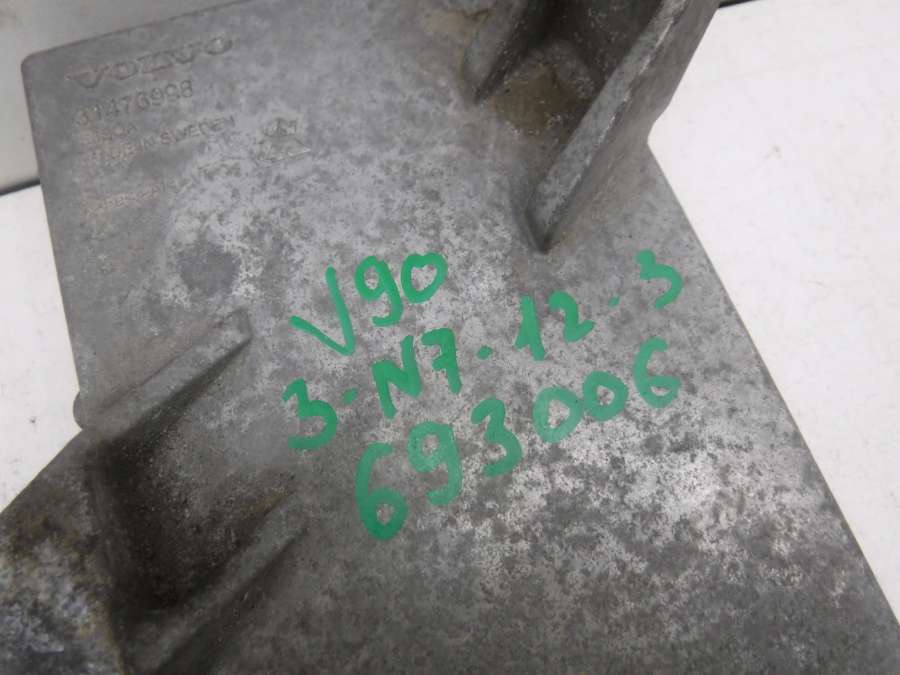 VOLVO
31476998
MADE IN SWEDEN
V90
3-N7-12-3
693006